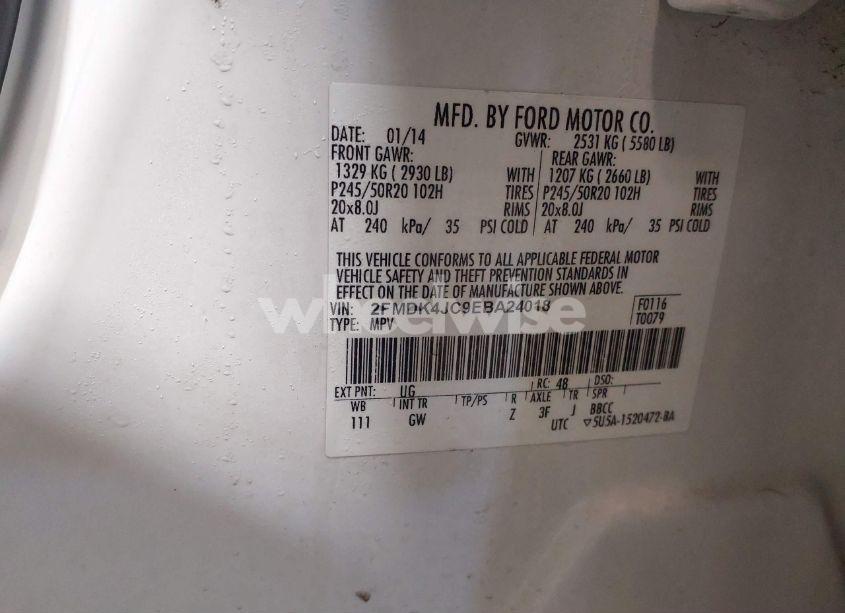 MFD. BY FORD MOTOR CO.
DATE: 01/14 GVWR: 2531 KG ( 5580 LB)
FRONT GAWR: REAR GAWR:
1329 KG ( 2930 LB) WITH 1207 KG ( 2660 LB) WITH
P245/50R20 102H TIRES P245/50R20 102H TIRES
20x8.0J RIMS 20x8.0J RIMS
AT 240 kPa/ 35 PSI COLD AT 240 kPa/ 35 PSI COLD
THIS VEHICLE CONFORMS TO ALL APPLICABLE FEDERAL MOTOR
VEHICLE SAFETY AND THEFT PREVENTION STANDARDS IN
EFFECT ON THE DATE OF MANUFACTURE SHOWN ABOVE.
VIN: 2FMDK4JC9EBA24018 F0116
TYPE: MPV T0079
wheelwise
EXT PNT: UG RC: 48 DSO:
WB INT TR TP/PS R AXLE TR SPR
111 GW Z 3F J BBCC
UTC ▽5U5A-1520472-BA